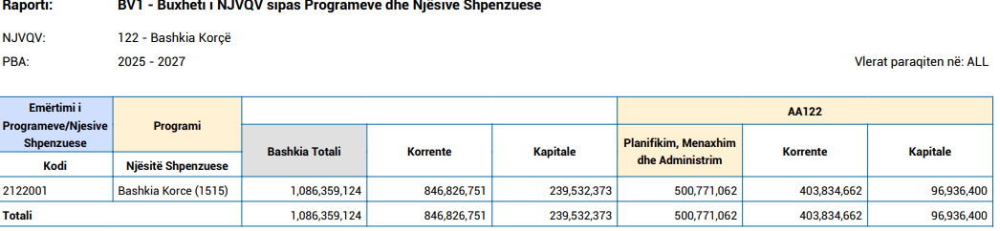 Raporti: BV1 - Buxheti i NJVQV sipas Programeve dhe Njësive Shpenzuese
NJVQV: 122 - Bashkia Korçë
PBA: 2025 - 2027 Vlerat paraqiten në: ALL
Emërtimi i Programeve/Njesive Shpenzuese Programi AA122
Bashkia Totali Korrente Kapitale Planifikim, Menaxhim dhe Administrim Korrente Kapitale
Kodi Njësitë Shpenzuese
2122001 Bashkia Korce (1515) 1,086,359,124 846,826,751 239,532,373 500,771,062 403,834,662 96,936,400
Totali 1,086,359,124 846,826,751 239,532,373 500,771,062 403,834,662 96,936,400